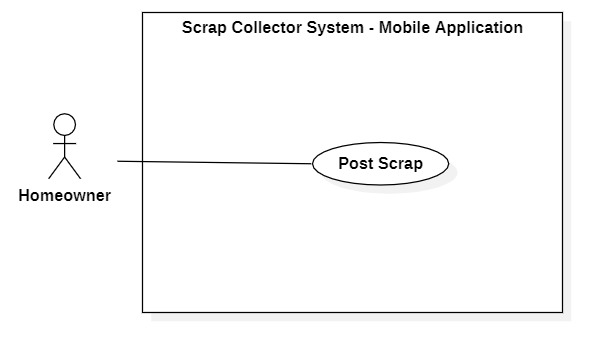 Scrap Collector System - Mobile Application
Post Scrap
Homeowner